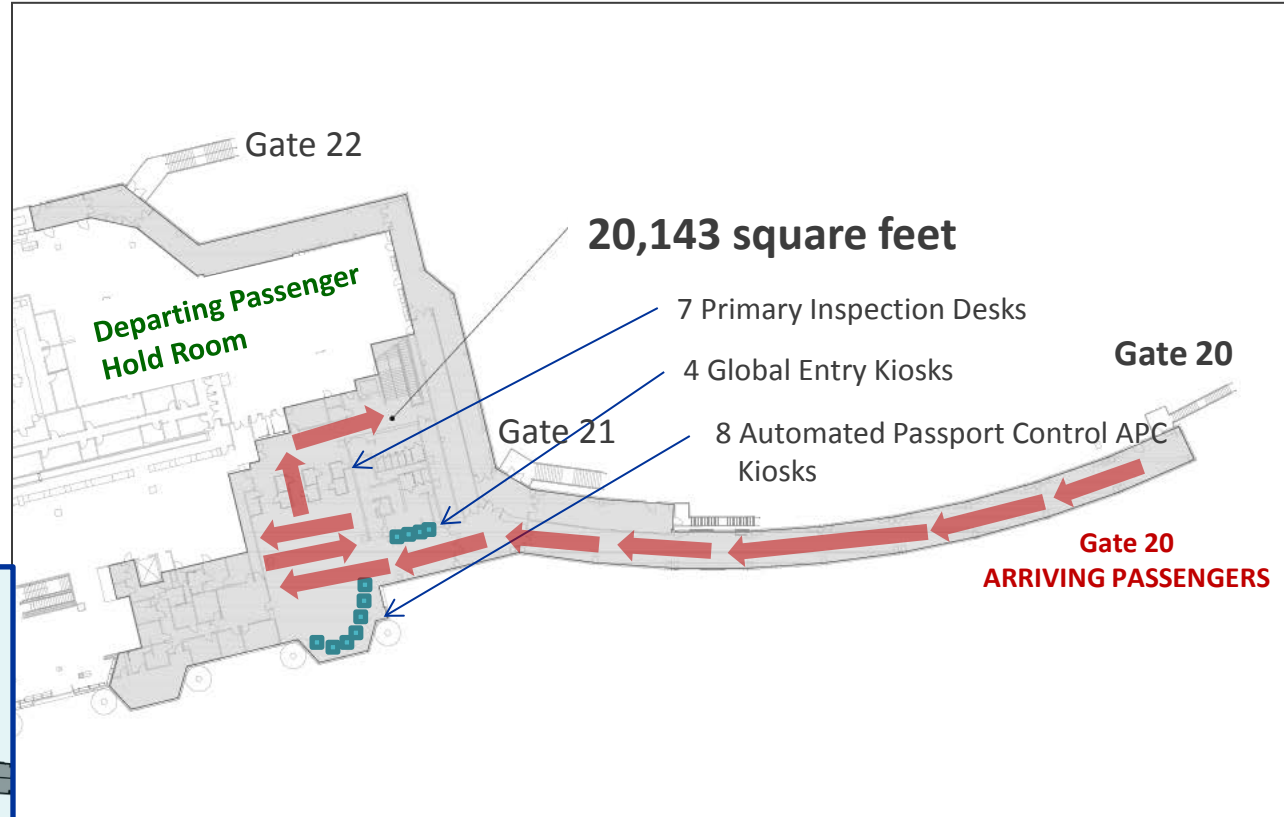 Gate 22
20,143 square feet
Departing Passenger
Hold Room
7 Primary Inspection Desks
4 Global Entry Kiosks
Gate 20
Gate 21
8 Automated Passport Control APC
Kiosks
Gate 20
ARRIVING PASSENGERS